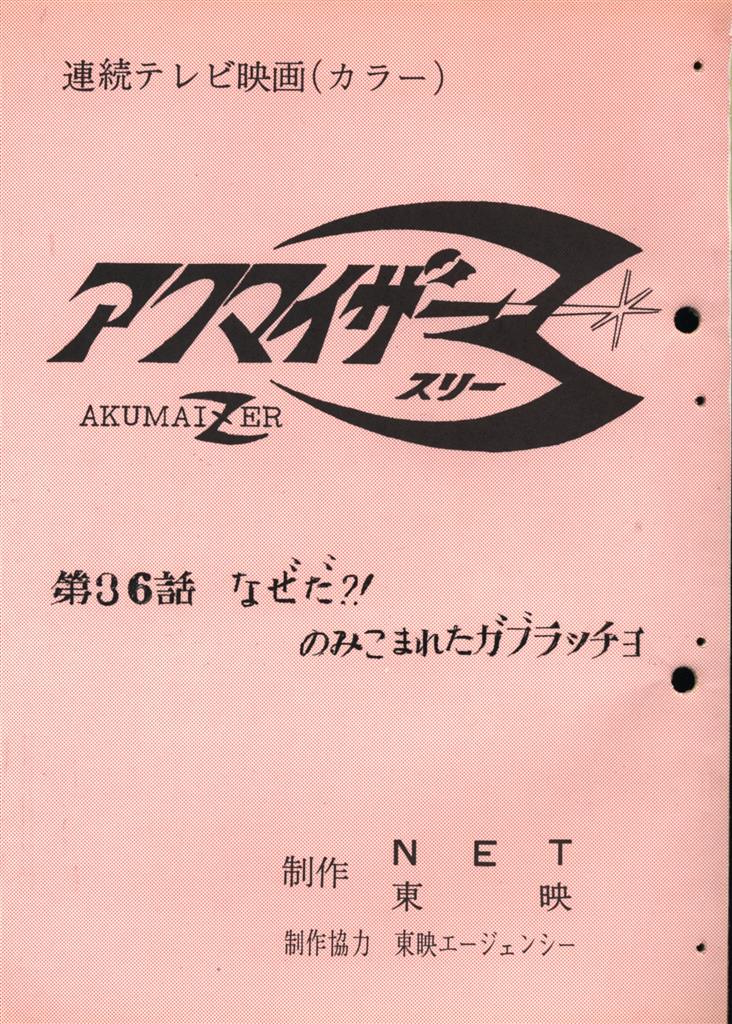 連続テレビ映画(カラー)
アクマイザー3
スリー
AKUMAIZER
第36話 なぜだ?!
のみこまれたガブラッチョ
制作 NET
東映
制作協力 東映エージェンシー